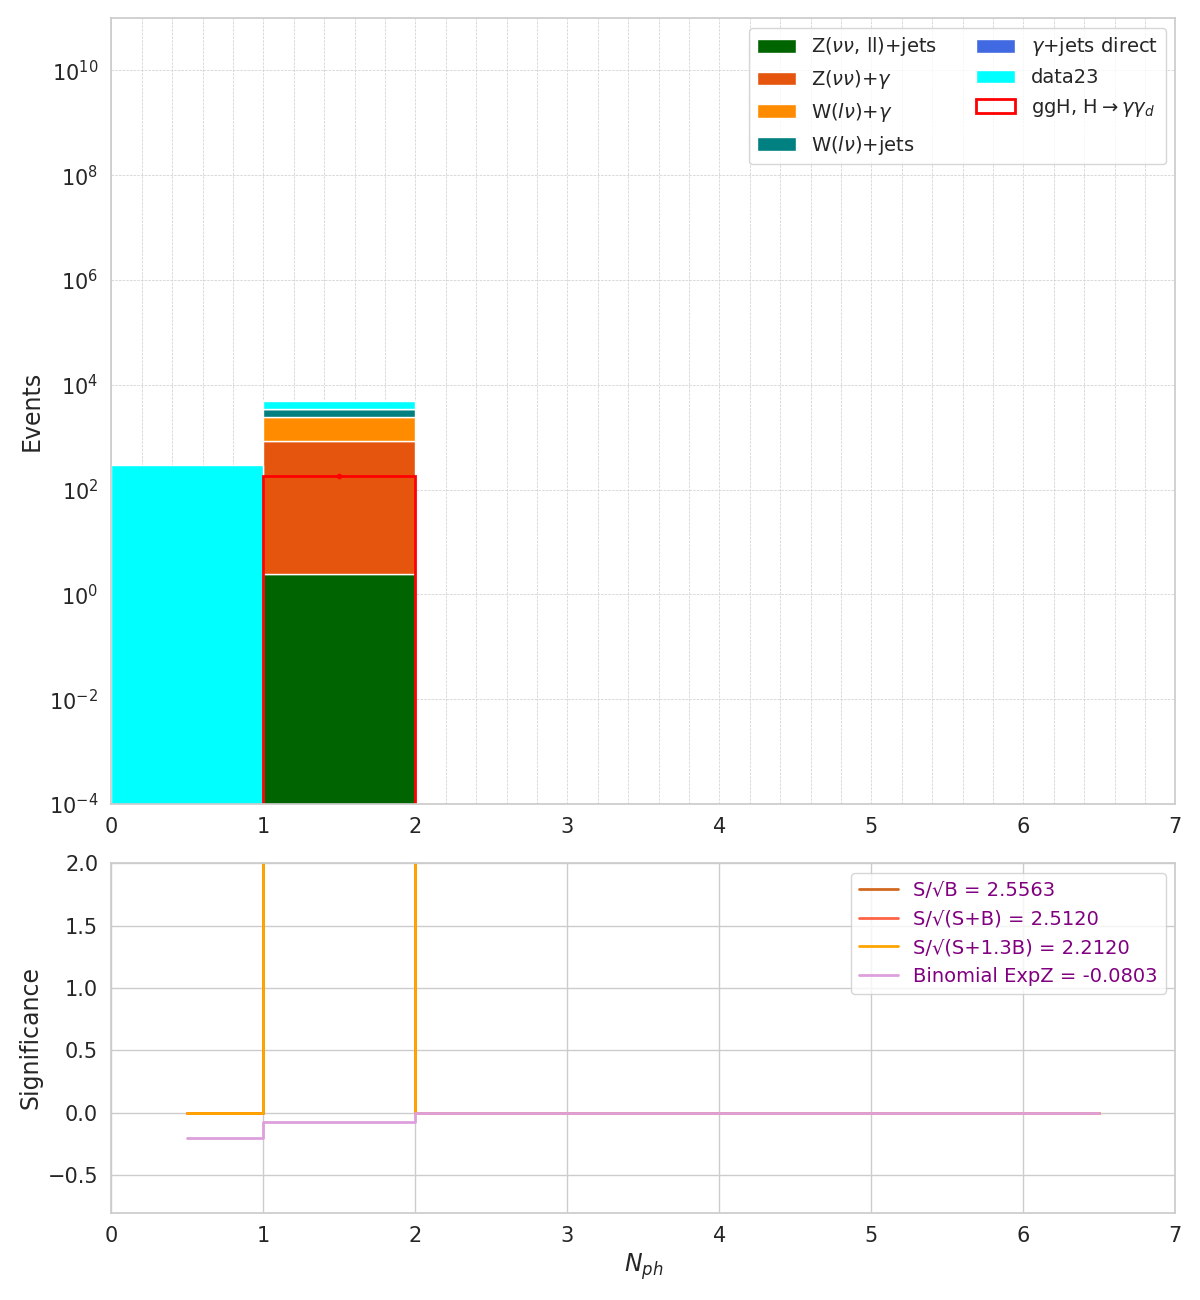 Z(νν, ll)+jets
Z(νν)+γ
W(lν)+γ
W(lν)+jets
γ+jets direct
data23
ggH, H→γγ_d
10^10
10^8
10^6
10^4
10^2
10^0
10^−2
10^−4
Events
0 1 2 3 4 5 6 7
S/√B = 2.5563
S/√(S+B) = 2.5120
S/√(S+1.3B) = 2.2120
Binomial ExpZ = -0.0803
2.0
1.5
1.0
0.5
0.0
−0.5
Significance
0 1 2 3 4 5 6 7
N_ph